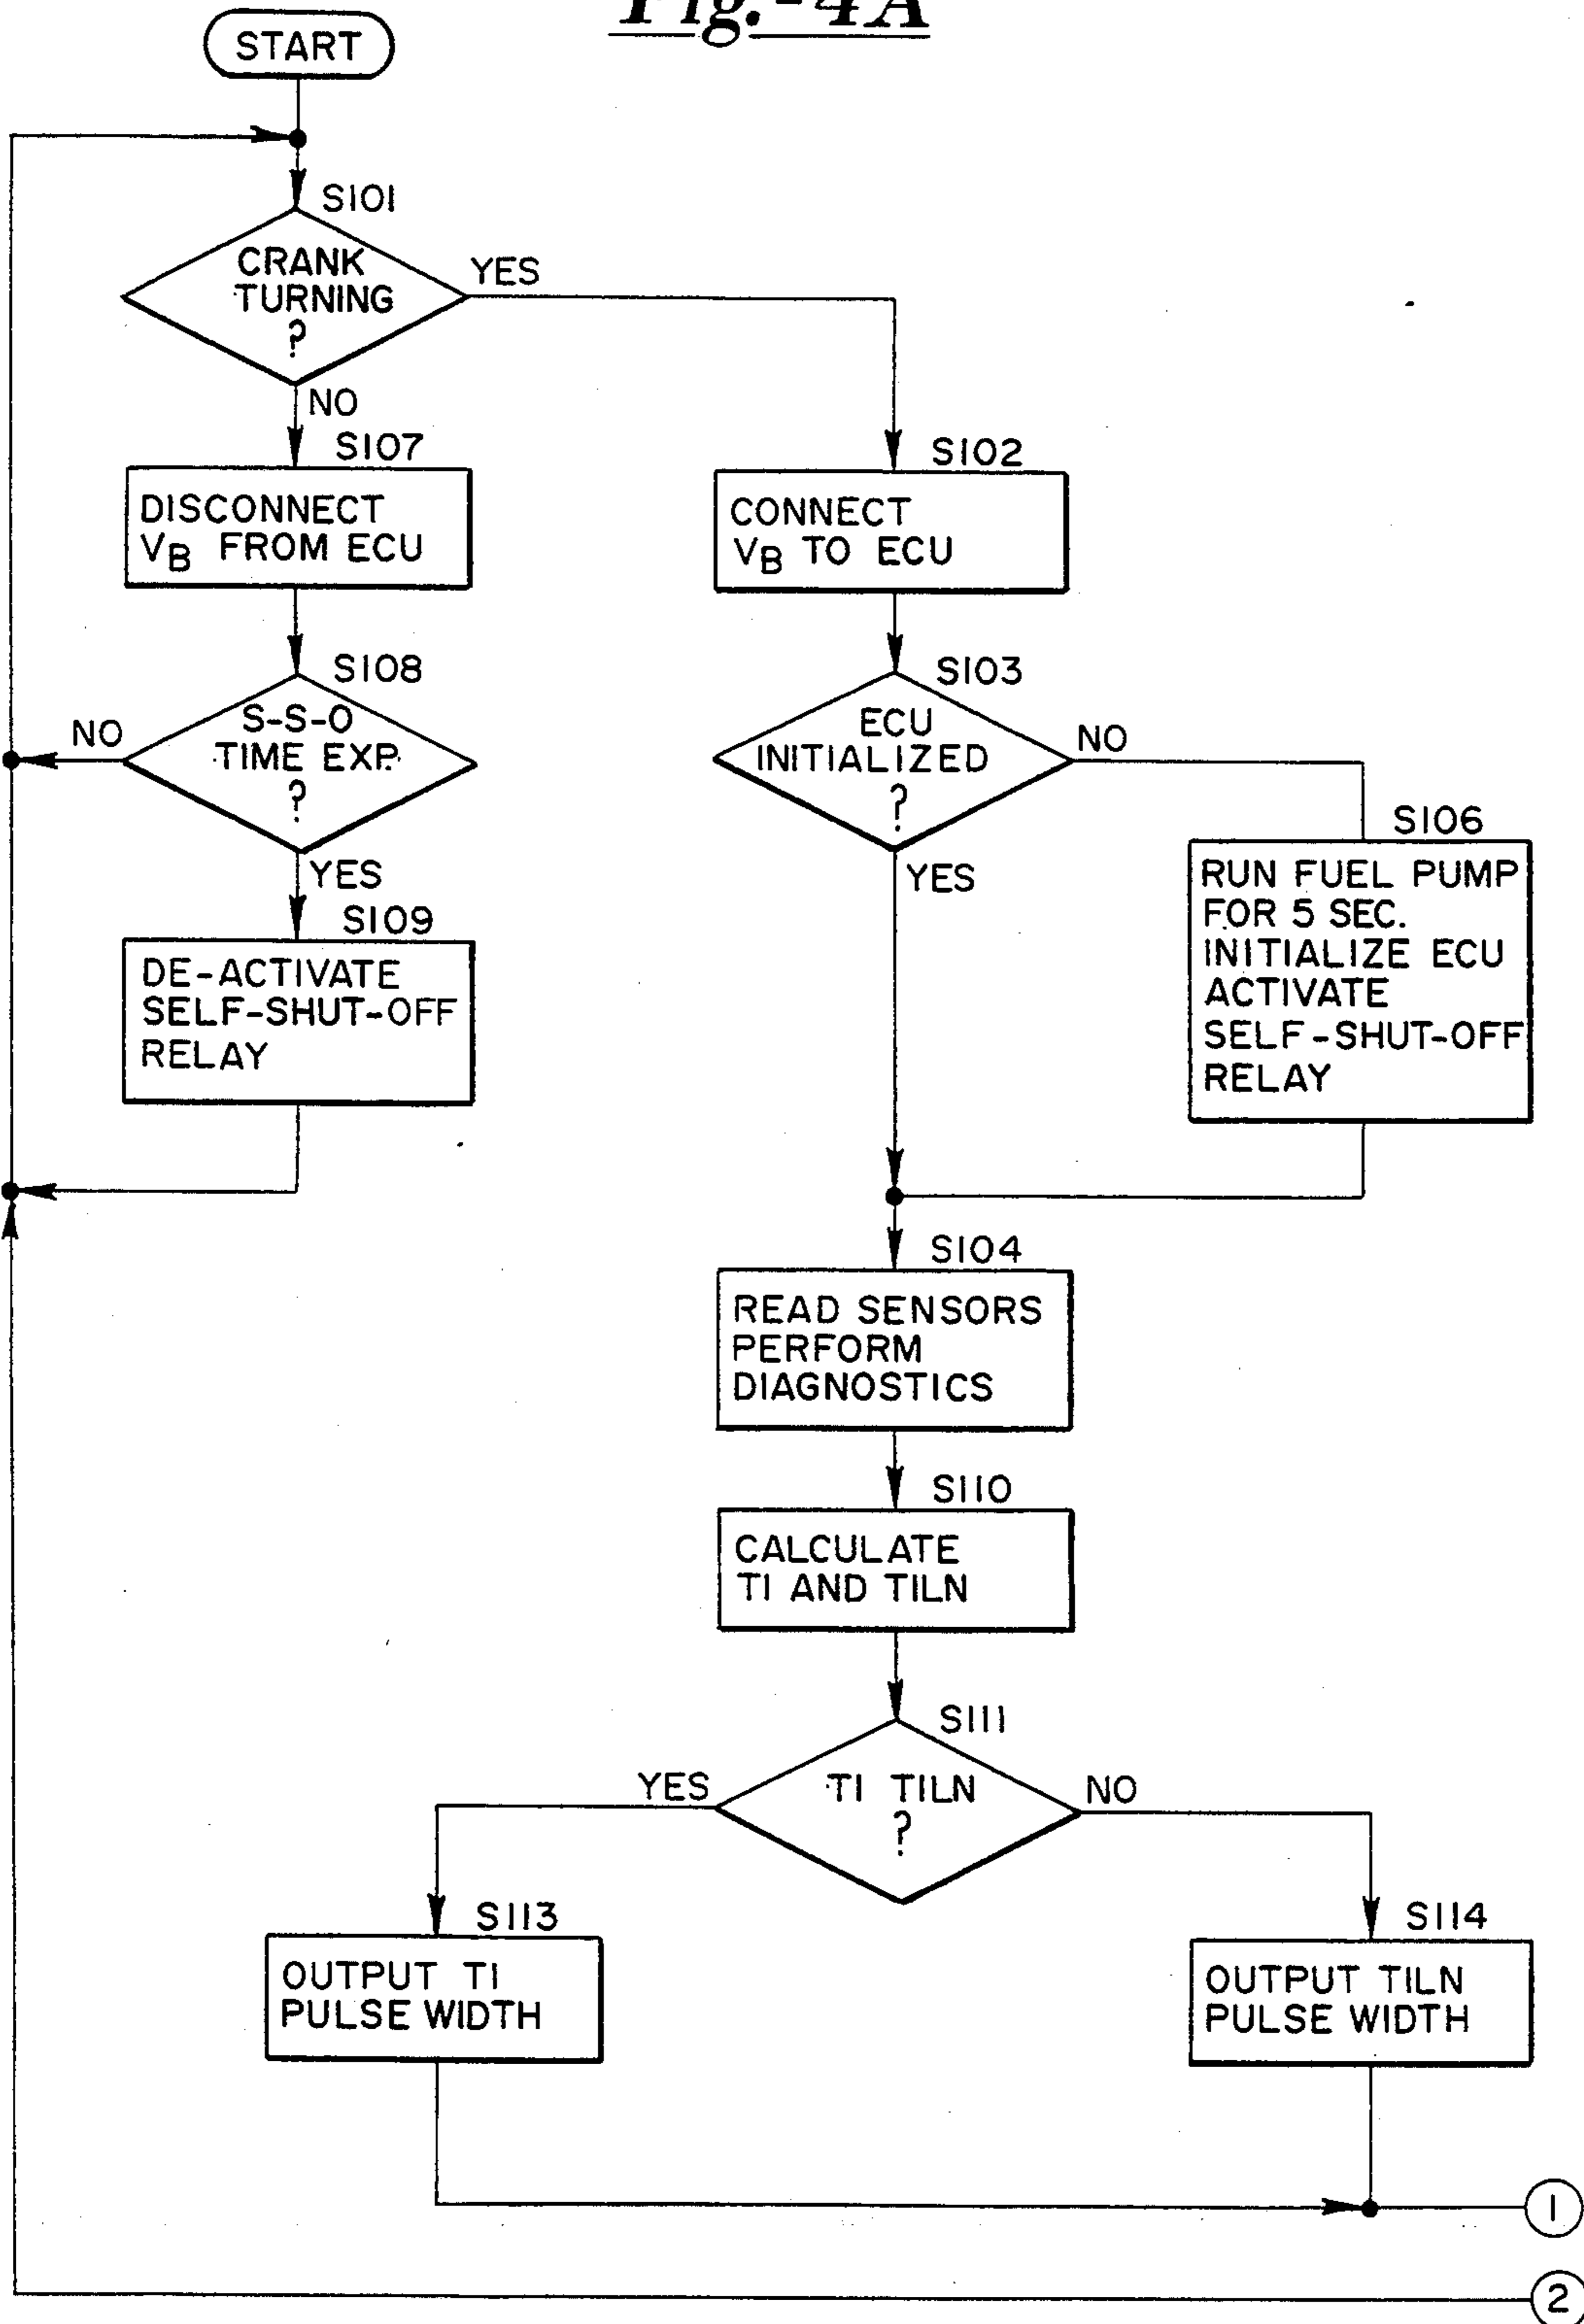 Fig.-4A
START
S101
CRANK
TURNING
?
YES
NO
S107
DISCONNECT
VB FROM ECU
S102
CONNECT
VB TO ECU
S108
S-S-O
TIME EXP.
?
NO
YES
S103
ECU
INITIALIZED
?
NO
YES
S106
RUN FUEL PUMP
FOR 5 SEC.
INITIALIZE ECU
ACTIVATE
SELF-SHUT-OFF
RELAY
S109
DE-ACTIVATE
SELF-SHUT-OFF
RELAY
S104
READ SENSORS
PERFORM
DIAGNOSTICS
S110
CALCULATE
TI AND TILN
S111
TI TILN
?
YES
NO
S113
OUTPUT TI
PULSE WIDTH
S114
OUTPUT TILN
PULSE WIDTH
1
2